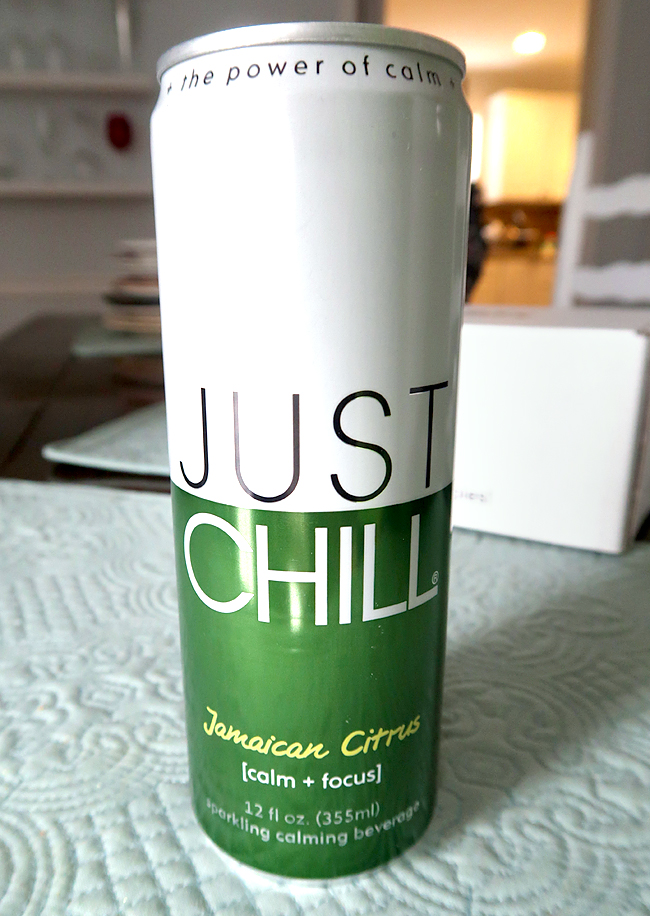 + the power of calm +
JUST
CHILL®
Jamaican Citrus
[calm + focus]
12 fl oz. (355ml)
sparkling calming beverage